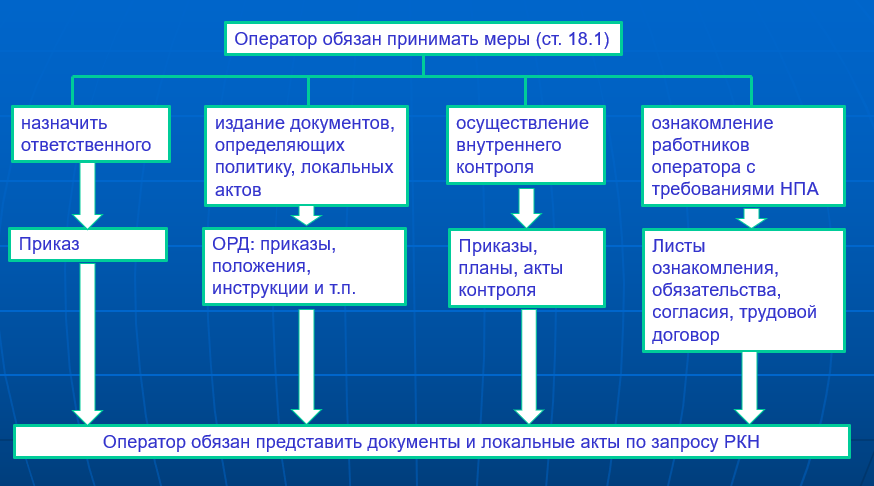 Оператор обязан принимать меры (ст. 18.1)
назначить
ответственного
издание документов,
определяющих
политику, локальных
актов
осуществление
внутреннего
контроля
ознакомление
работников
оператора с
требованиями НПА
Приказ
ОРД: приказы,
положения,
инструкции и т.п.
Приказы,
планы, акты
контроля
Листы
ознакомления,
обязательства,
согласия, трудовой
договор
Оператор обязан представить документы и локальные акты по запросу РКН